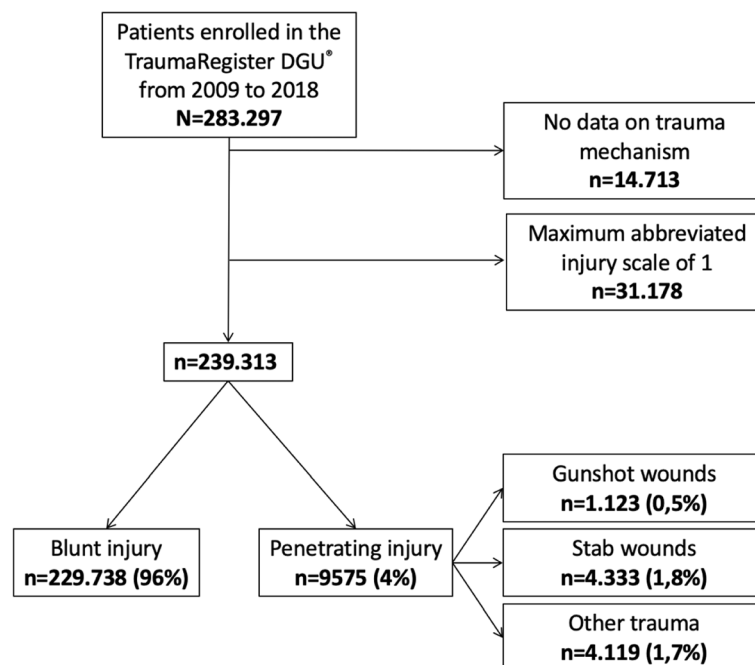 Patients enrolled in the
TraumaRegister DGU®
from 2009 to 2018
N=283.297
No data on trauma
mechanism
n=14.713
Maximum abbreviated
injury scale of 1
n=31.178
n=239.313
Blunt injury
n=229.738 (96%)
Penetrating injury
n=9575 (4%)
Gunshot wounds
n=1.123 (0,5%)
Stab wounds
n=4.333 (1,8%)
Other trauma
n=4.119 (1,7%)